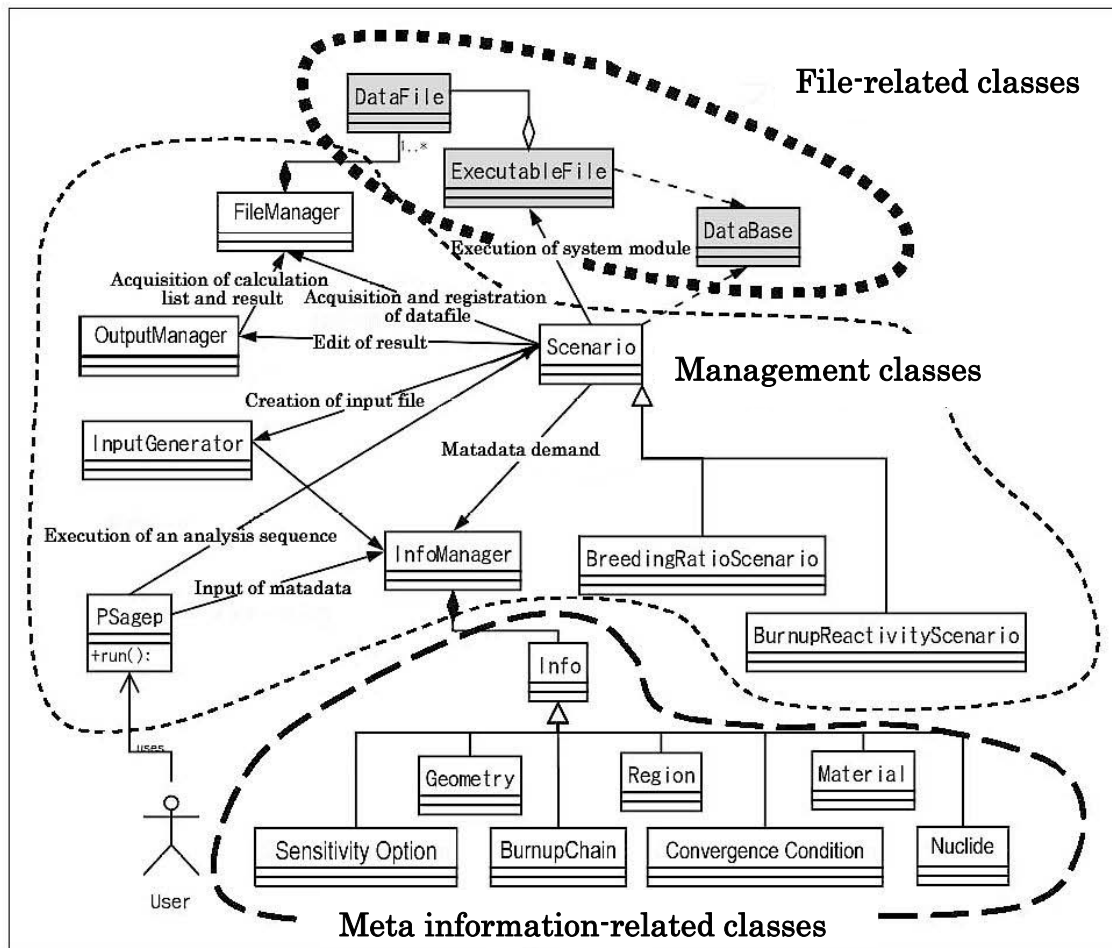 File-related classes
DataFile
1..*
ExecutableFile
FileManager
DataBase
Execution of system module
Acquisition of calculation
list and result
Acquisition and registration
of datafile
OutputManager
Edit of result
Scenario
Management classes
Creation of input file
InputGenerator
Matadata demand
Execution of an analysis sequence
InfoManager
BreedingRatioScenario
Input of matadata
PSagep
+run():
BurnupReactivityScenario
Info
uses
Geometry
Region
Material
Sensitivity Option
BurnupChain
Convergence Condition
Nuclide
User
Meta information-related classes